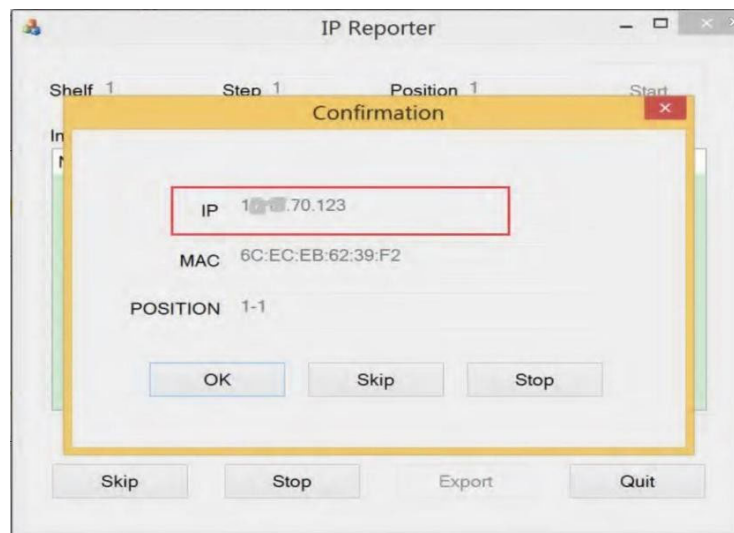 IP Reporter
Shelf 1 Step 1 Position 1 Start
Confirmation
In
IP .70.123
MAC 6C:EC:EB:62:39:F2
POSITION 1-1
OK Skip Stop
Skip Stop Export Quit